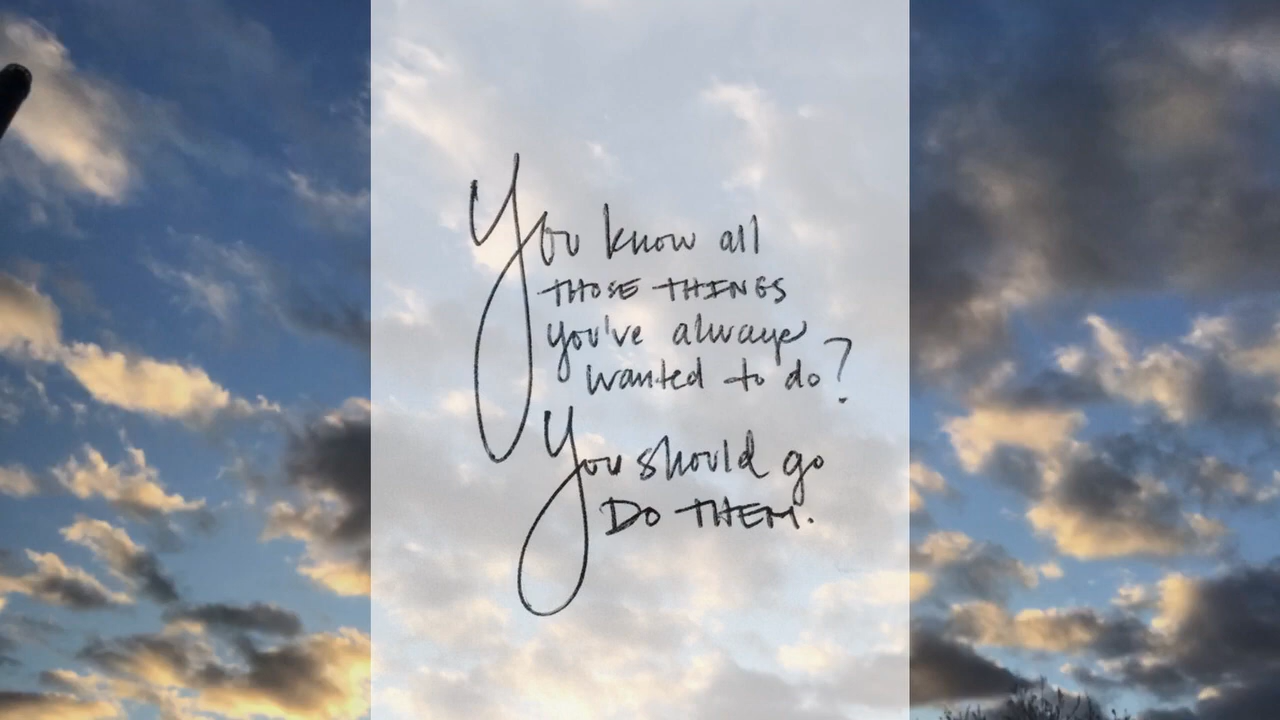 You know all
THOSE THINGS
you've always
wanted to do?
You should go
DO THEM.